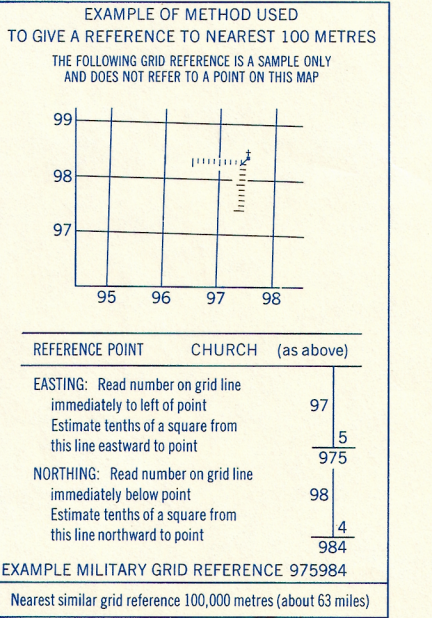 EXAMPLE OF METHOD USED
TO GIVE A REFERENCE TO NEAREST 100 METRES
THE FOLLOWING GRID REFERENCE IS A SAMPLE ONLY
AND DOES NOT REFER TO A POINT ON THIS MAP
99
98
97
95 96 97 98
REFERENCE POINT CHURCH (as above)
EASTING: Read number on grid line
immediately to left of point 97
Estimate tenths of a square from
this line eastward to point 5
975
NORTHING: Read number on grid line
immediately below point 98
Estimate tenths of a square from
this line northward to point 4
984
EXAMPLE MILITARY GRID REFERENCE 975984
Nearest similar grid reference 100,000 metres (about 63 miles)